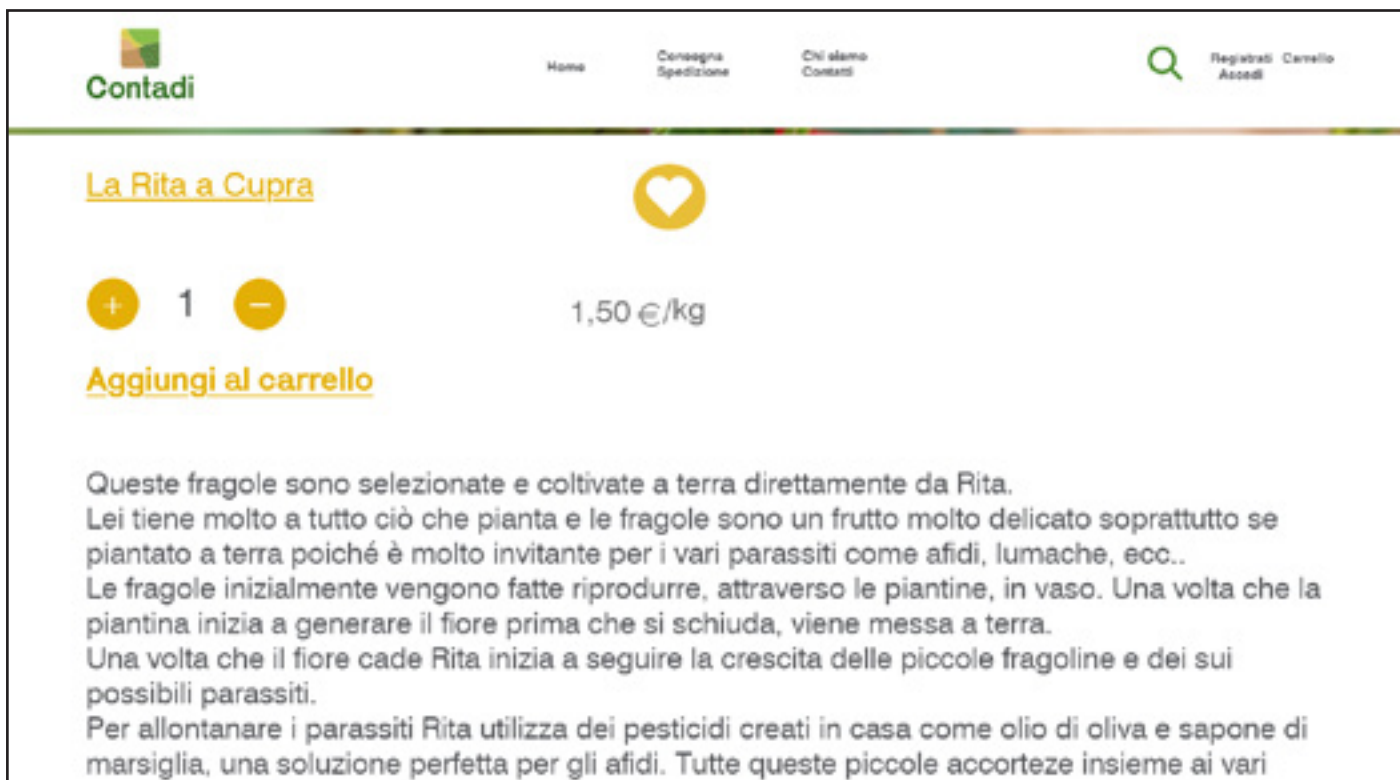 Contadi
Home
Consegna
Spedizione
Chi siamo
Contatti
Registrati Carrello
Accedi
La Rita a Cupra
+ 1 −
1,50 €/kg
Aggiungi al carrello
Queste fragole sono selezionate e coltivate a terra direttamente da Rita.
Lei tiene molto a tutto ciò che pianta e le fragole sono un frutto molto delicato soprattutto se
piantato a terra poiché è molto invitante per i vari parassiti come afidi, lumache, ecc..
Le fragole inizialmente vengono fatte riprodurre, attraverso le piantine, in vaso. Una volta che la
piantina inizia a generare il fiore prima che si schiuda, viene messa a terra.
Una volta che il fiore cade Rita inizia a seguire la crescita delle piccole fragoline e dei sui
possibili parassiti.
Per allontanare i parassiti Rita utilizza dei pesticidi creati in casa come olio di oliva e sapone di
marsiglia, una soluzione perfetta per gli afidi. Tutte queste piccole accorteze insieme ai vari